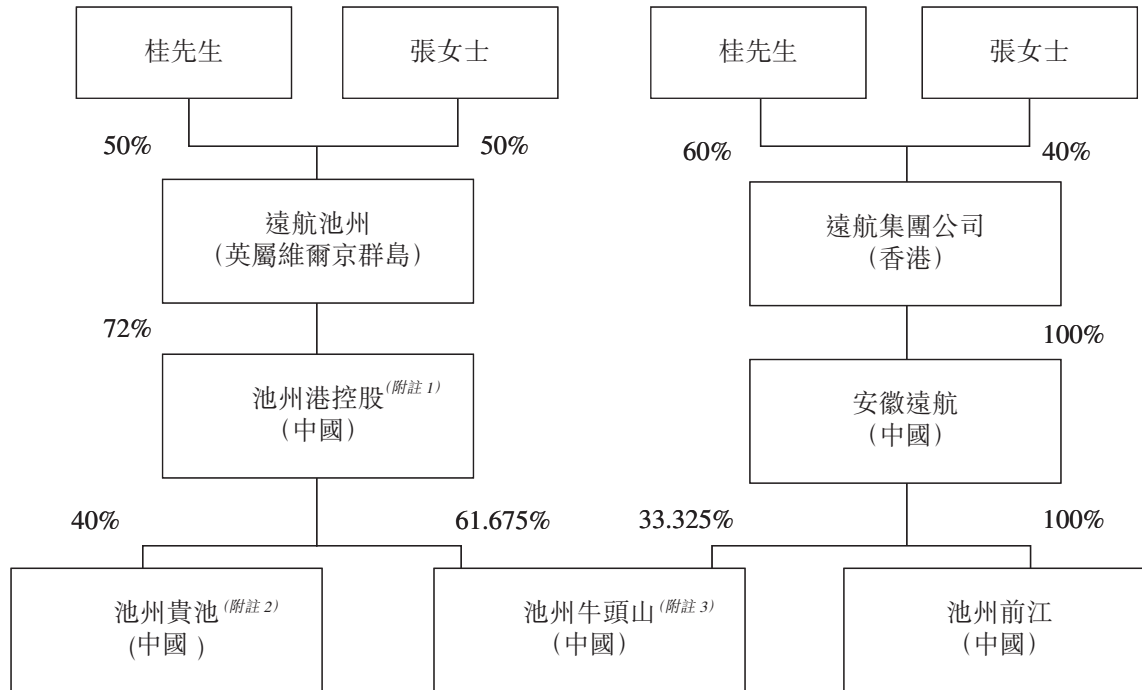 桂先生
張女士
桂先生
張女士
50%
50%
60%
40%
遠航池州
(英屬維爾京群島)
遠航集團公司
(香港)
72%
100%
池州港控股(附註 1)
(中國)
安徽遠航
(中國)
40%
61.675%
33.325%
100%
池州貴池(附註 2)
(中國 )
池州牛頭山(附註 3)
(中國)
池州前江
(中國)